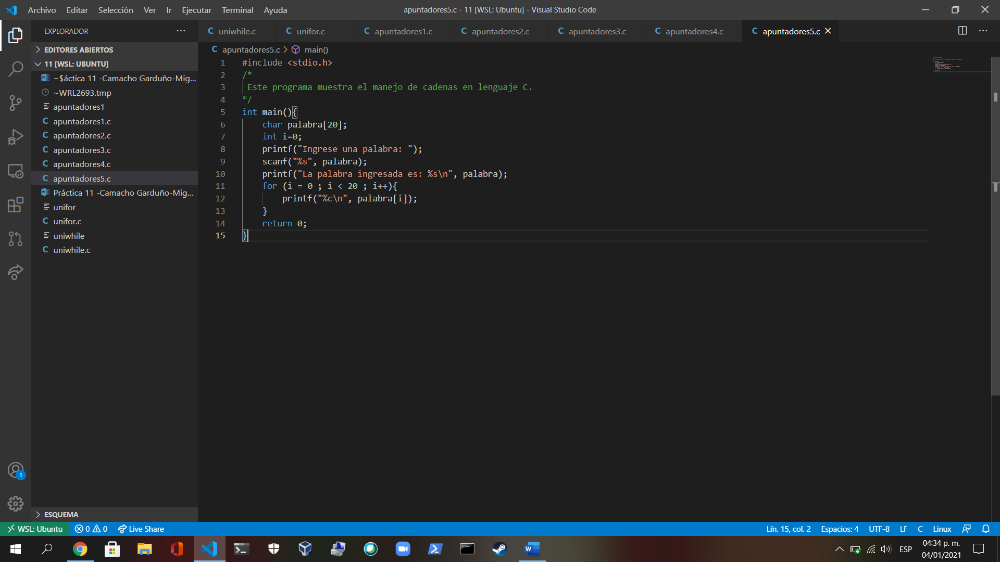 Archivo Editar Selección Ver Ir Ejecutar Terminal Ayuda
apuntadores5.c - 11 [WSL: Ubuntu] - Visual Studio Code
EXPLORADOR
uniwhile.c unifor.c apuntadores1.c apuntadores2.c apuntadores3.c apuntadores4.c apuntadores5.c
EDITORES ABIERTOS
11 [WSL: UBUNTU]
~$áctica 11 -Camacho Garduño-Mig...
~WRL2693.tmp
apuntadores1
apuntadores1.c
apuntadores2.c
apuntadores3.c
apuntadores4.c
apuntadores5.c
Práctica 11 -Camacho Garduño-Mig...
unifor
unifor.c
uniwhile
uniwhile.c
ESQUEMA
apuntadores5.c > main()
1 #include <stdio.h>
2 /*
3 Este programa muestra el manejo de cadenas en lenguaje C.
4 */
5 int main(){
6 char palabra[20];
7 int i=0;
8 printf("Ingrese una palabra: ");
9 scanf("%s", palabra);
10 printf("La palabra ingresada es: %s\n", palabra);
11 for (i = 0 ; i < 20 ; i++){
12 printf("%c\n", palabra[i]);
13 }
14 return 0;
15 }
1
WSL: Ubuntu 0 0 Live Share
Lín. 15, col. 2 Espacios: 4 UTF-8 LF C Linux
ESP
04:34 p. m.
04/01/2021